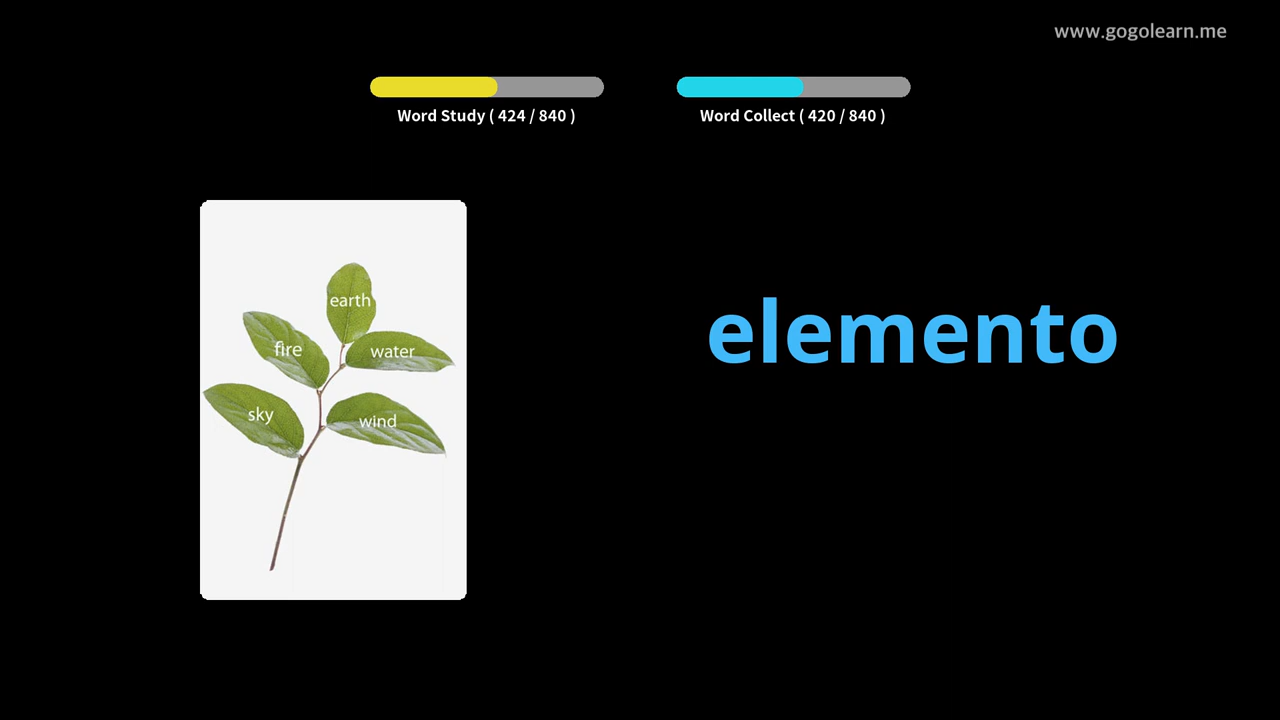 www.gogolearn.me
Word Study ( 424 / 840 )
Word Collect ( 420 / 840 )
earth
fire
water
sky
wind
elemento